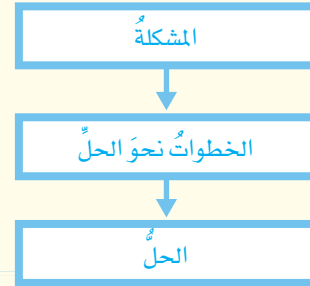 المشكلةُ
الخطواتُ نحوَ الحلِّ
الحلُّ